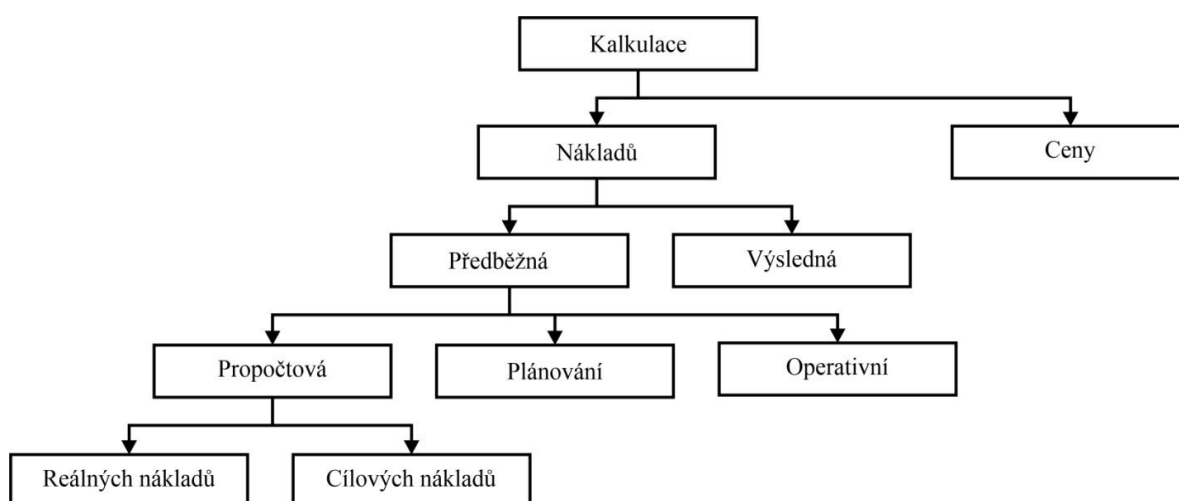 Kalkulace
Nákladů
Ceny
Předběžná
Výsledná
Propočtová
Plánování
Operativní
Reálných nákladů
Cílových nákladů